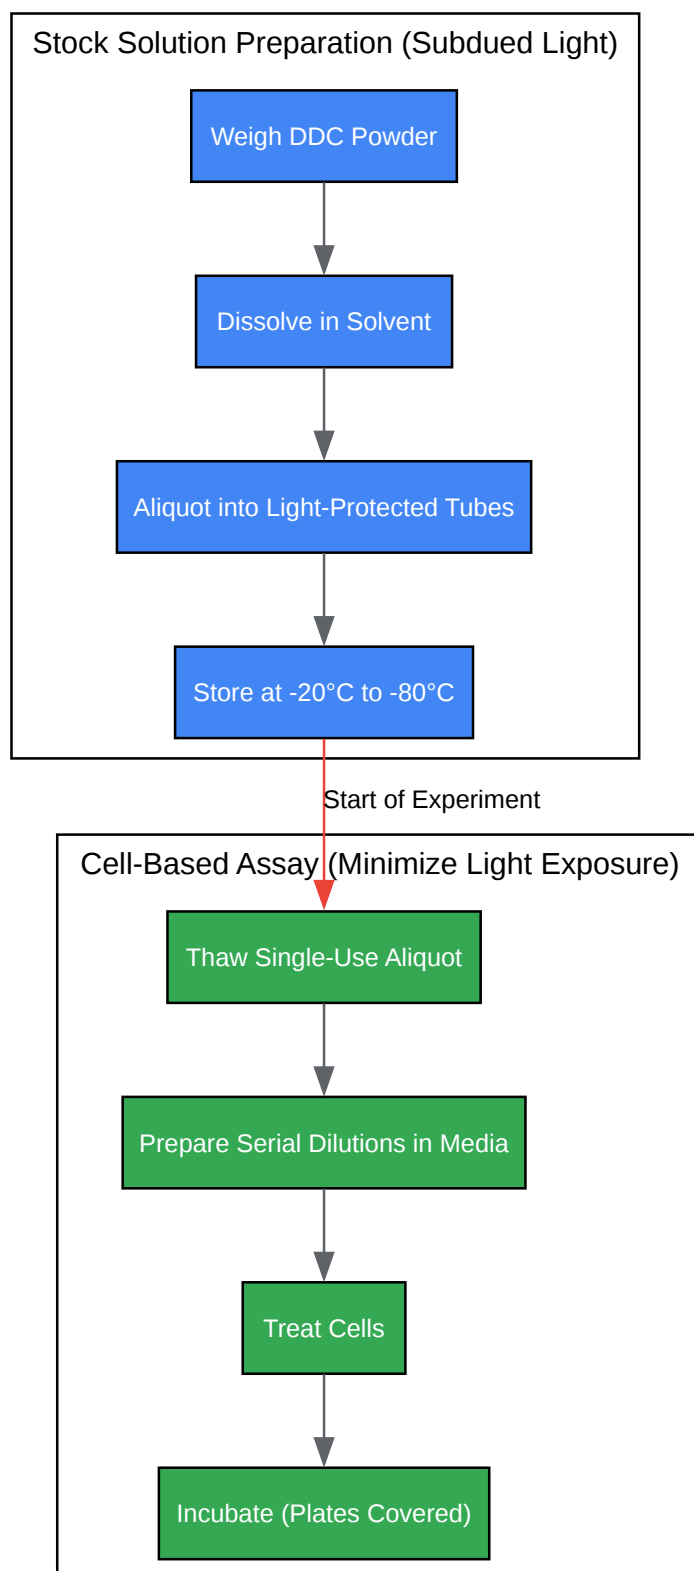 Stock Solution Preparation (Subdued Light)
Weigh DDC Powder
Dissolve in Solvent
Aliquot into Light-Protected Tubes
Store at -20°C to -80°C
Start of Experiment
Cell-Based Assay (Minimize Light Exposure)
Thaw Single-Use Aliquot
Prepare Serial Dilutions in Media
Treat Cells
Incubate (Plates Covered)